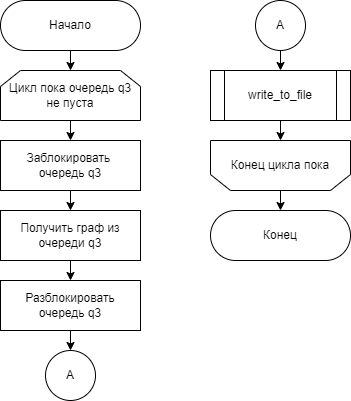 Начало
Цикл пока очередь q3
не пуста
Заблокировать
очередь q3
Получить граф из
очереди q3
Разблокировать
очередь q3
A
A
write_to_file
Конец цикла пока
Конец